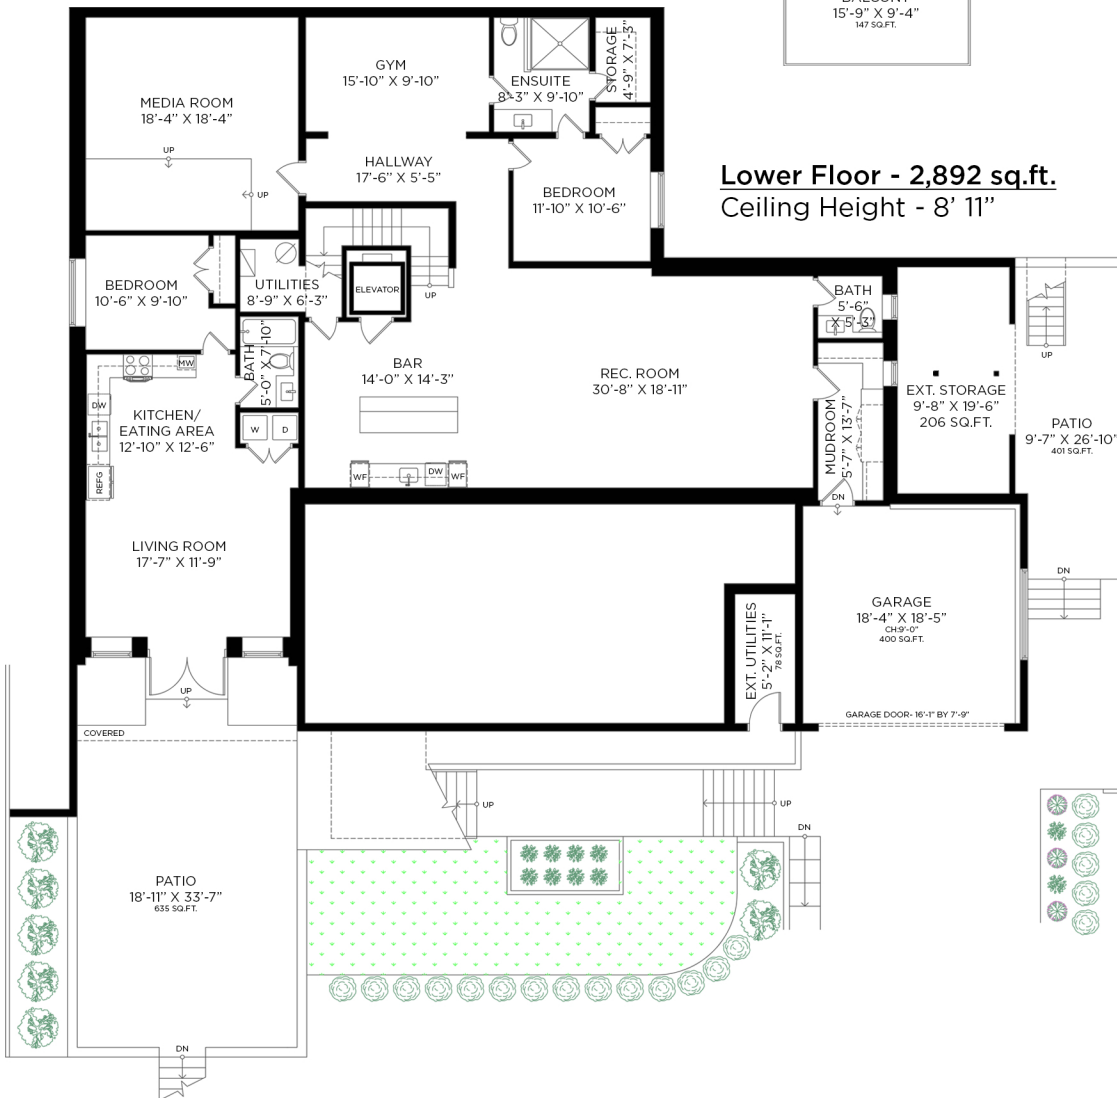 BALCONY
15'-9" X 9'-4"
147 SQ.FT.
MEDIA ROOM
18'-4" X 18'-4"
UP
UP
GYM
15'-10" X 9'-10"
HALLWAY
17'-6" X 5'-5"
ENSUITE
8'-3" X 9'-10"
STORAGE
4'-9" X 7'-3"
BEDROOM
11'-10" X 10'-6"
Lower Floor - 2,892 sq.ft.
Ceiling Height - 8' 11"
BEDROOM
10'-6" X 9'-10"
UTILITIES
8'-9" X 6'-3"
ELEVATOR
UP
BATH
5'-0" X 7'-10"
BAR
14'-0" X 14'-3"
REC. ROOM
30'-8" X 18'-11"
BATH
5'-6"
X 5'-3"
MUDROOM
5'-7" X 13'-7"
DN
EXT. STORAGE
9'-8" X 19'-6"
206 SQ.FT.
UP
PATIO
9'-7" X 26'-10"
401 SQ.FT.
DN
MW
DW
REFG
KITCHEN/
EATING AREA
12'-10" X 12'-6"
W
D
WF
DW
WF
LIVING ROOM
17'-7" X 11'-9"
UP
COVERED
EXT. UTILITIES
5'-2" X 11'-1"
78 SQ.FT.
GARAGE
18'-4" X 18'-5"
CH:9'-0"
400 SQ.FT.
GARAGE DOOR- 16'-1" BY 7'-9"
UP
UP
DN
PATIO
18'-11" X 33'-7"
635 SQ.FT.
DN